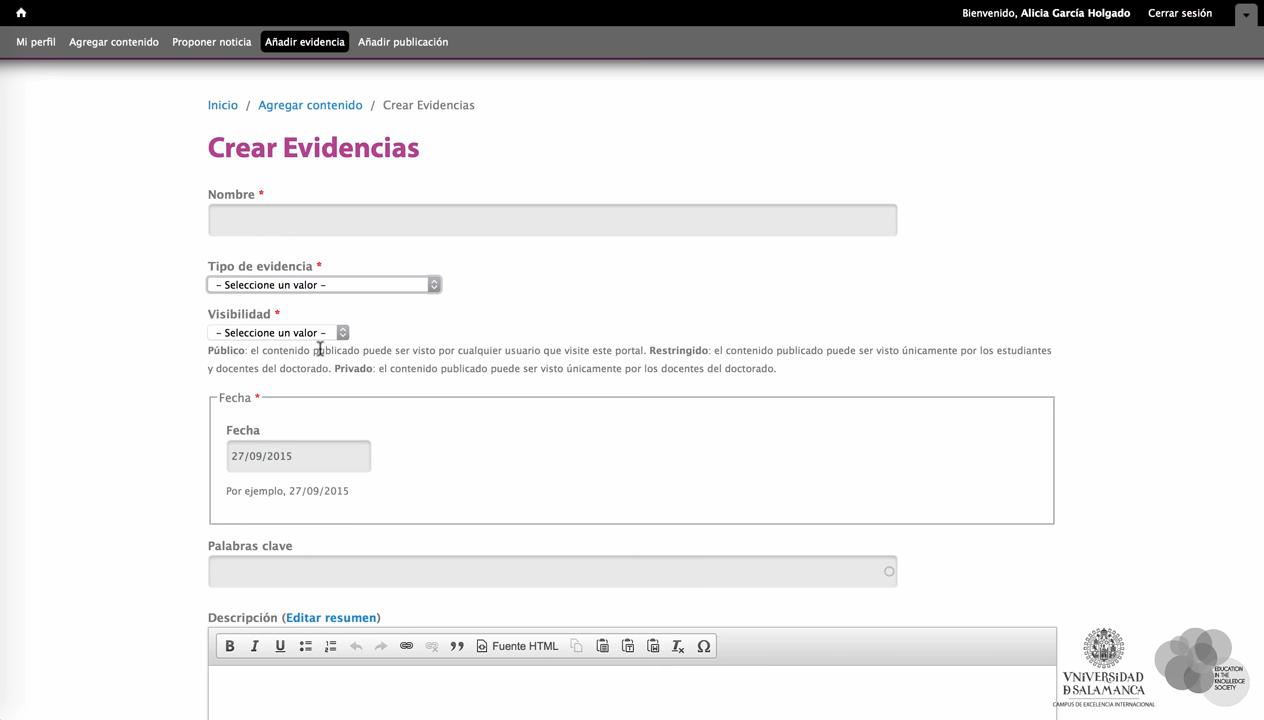 Bienvenido, Alicia García Holgado Cerrar sesión
Mi perfil Agregar contenido Proponer noticia Añadir evidencia Añadir publicación
Inicio / Agregar contenido / Crear Evidencias
Crear Evidencias
Nombre *
Tipo de evidencia *
- Seleccione un valor -
Visibilidad *
- Seleccione un valor -
Público: el contenido publicado puede ser visto por cualquier usuario que visite este portal. Restringido: el contenido publicado puede ser visto únicamente por los estudiantes
y docentes del doctorado. Privado: el contenido publicado puede ser visto únicamente por los docentes del doctorado.
Fecha *
Fecha
27/09/2015
Por ejemplo, 27/09/2015
Palabras clave
Descripción (Editar resumen)
B I U Fuente HTML Ω
VNIVERSIDAD
D SALAMANCA
CAMPUS DE EXCELENCIA INTERNACIONAL
EDUCATION
IN THE
KNOWLEDGE
SOCIETY